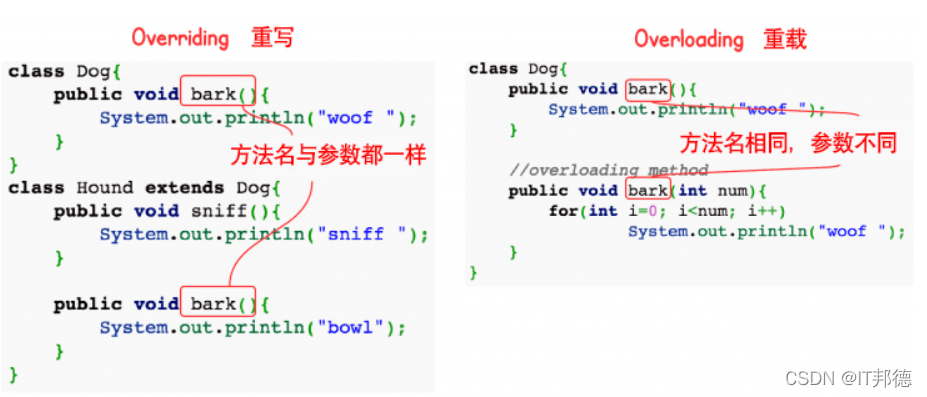 Overriding 重写
class Dog{
public void bark(){
System.out.println("woof ");
}
}
方法名与参数都一样
class Hound extends Dog{
public void sniff(){
System.out.println("sniff ");
}
public void bark(){
System.out.println("bowl");
}
}
Overloading 重载
class Dog{
public void bark(){
System.out.println("woof ");
}
方法名相同，参数不同
//overloading method
public void bark(int num){
for(int i=0; i<num; i++)
System.out.println("woof ");
}
}
CSDN @IT邦德